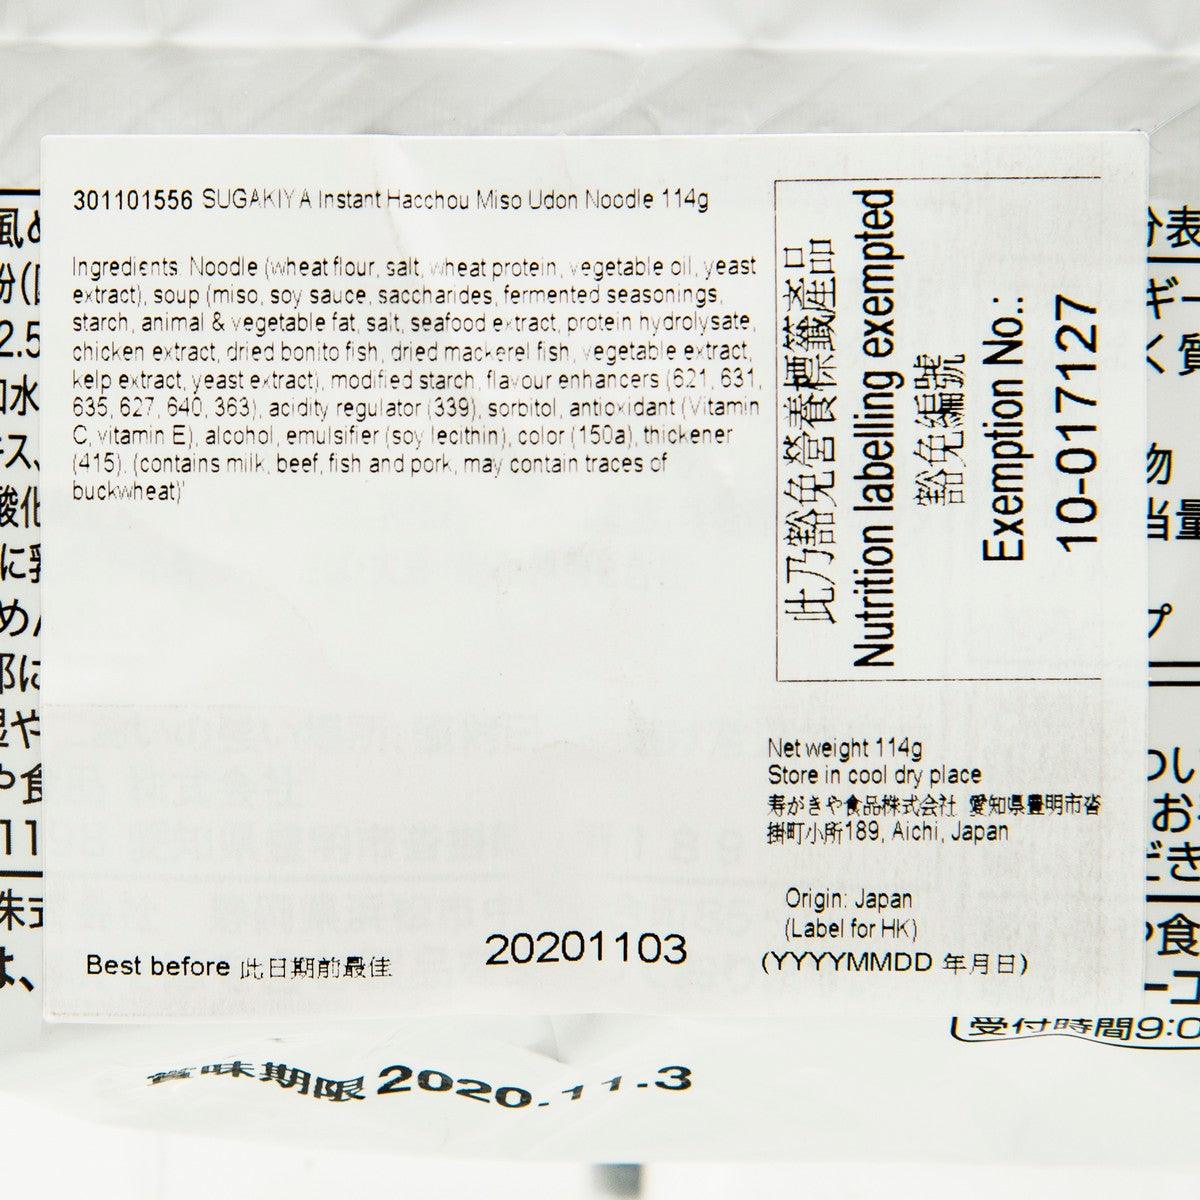 301101556 SUGAKIYA Instant Hacchou Miso Udon Noodle 114g
Ingredients. Noodle (wheat flour, salt, wheat protein, vegetable oil, yeast
extract), soup (miso, soy sauce, saccharides, fermented seasonings,
starch, animal & vegetable fat, salt, seafood extract, protein hydrolysate,
chicken extract, dried bonito fish, dried mackerel fish, vegetable extract,
kelp extract, yeast extract), modified starch, flavour enhancers (621, 631,
635, 627, 640, 363), acidity regulator (339), sorbitol, antioxidant (Vitamin
C, vitamin E), alcohol, emulsifier (soy lecithin), color (150a), thickener
(415). (contains milk, beef, fish and pork, may contain traces of
buckwheat)'
此乃豁免營養標籤產品
Nutrition labelling exempted
豁免編號
Exemption No.:
10-017127
Net weight 114g
Store in cool dry place
寿がきや食品株式会社 愛知県豊明市沓
掛町小所189, Aichi, Japan
Origin: Japan
(Label for HK)
Best before 此日期前最佳 20201103 (YYYYMMDD 年月日)
受付時間9:0
賞味期限 2020.11.3